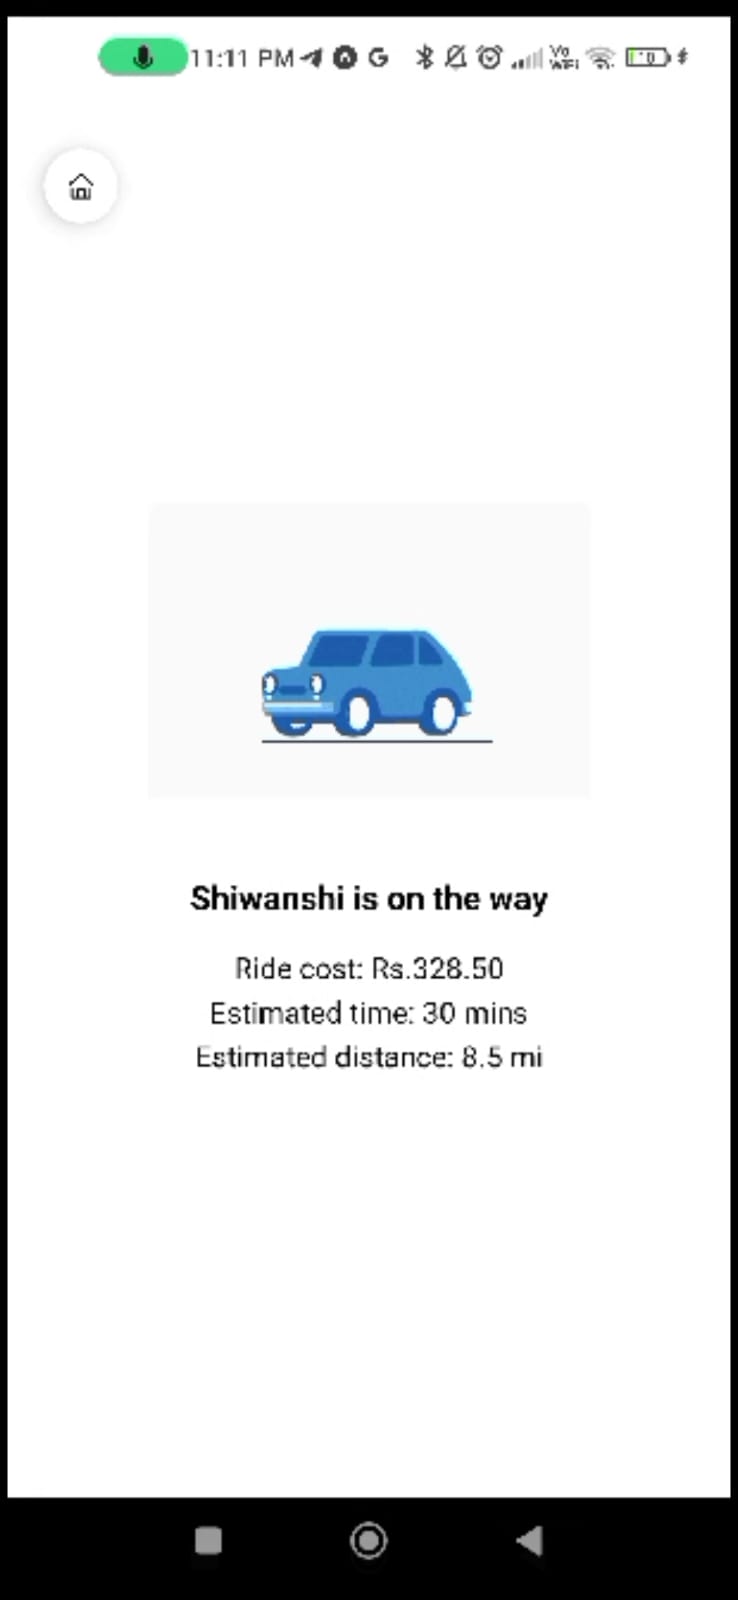 11:11 PM
Shiwanshi is on the way
Ride cost: Rs.328.50
Estimated time: 30 mins
Estimated distance: 8.5 mi